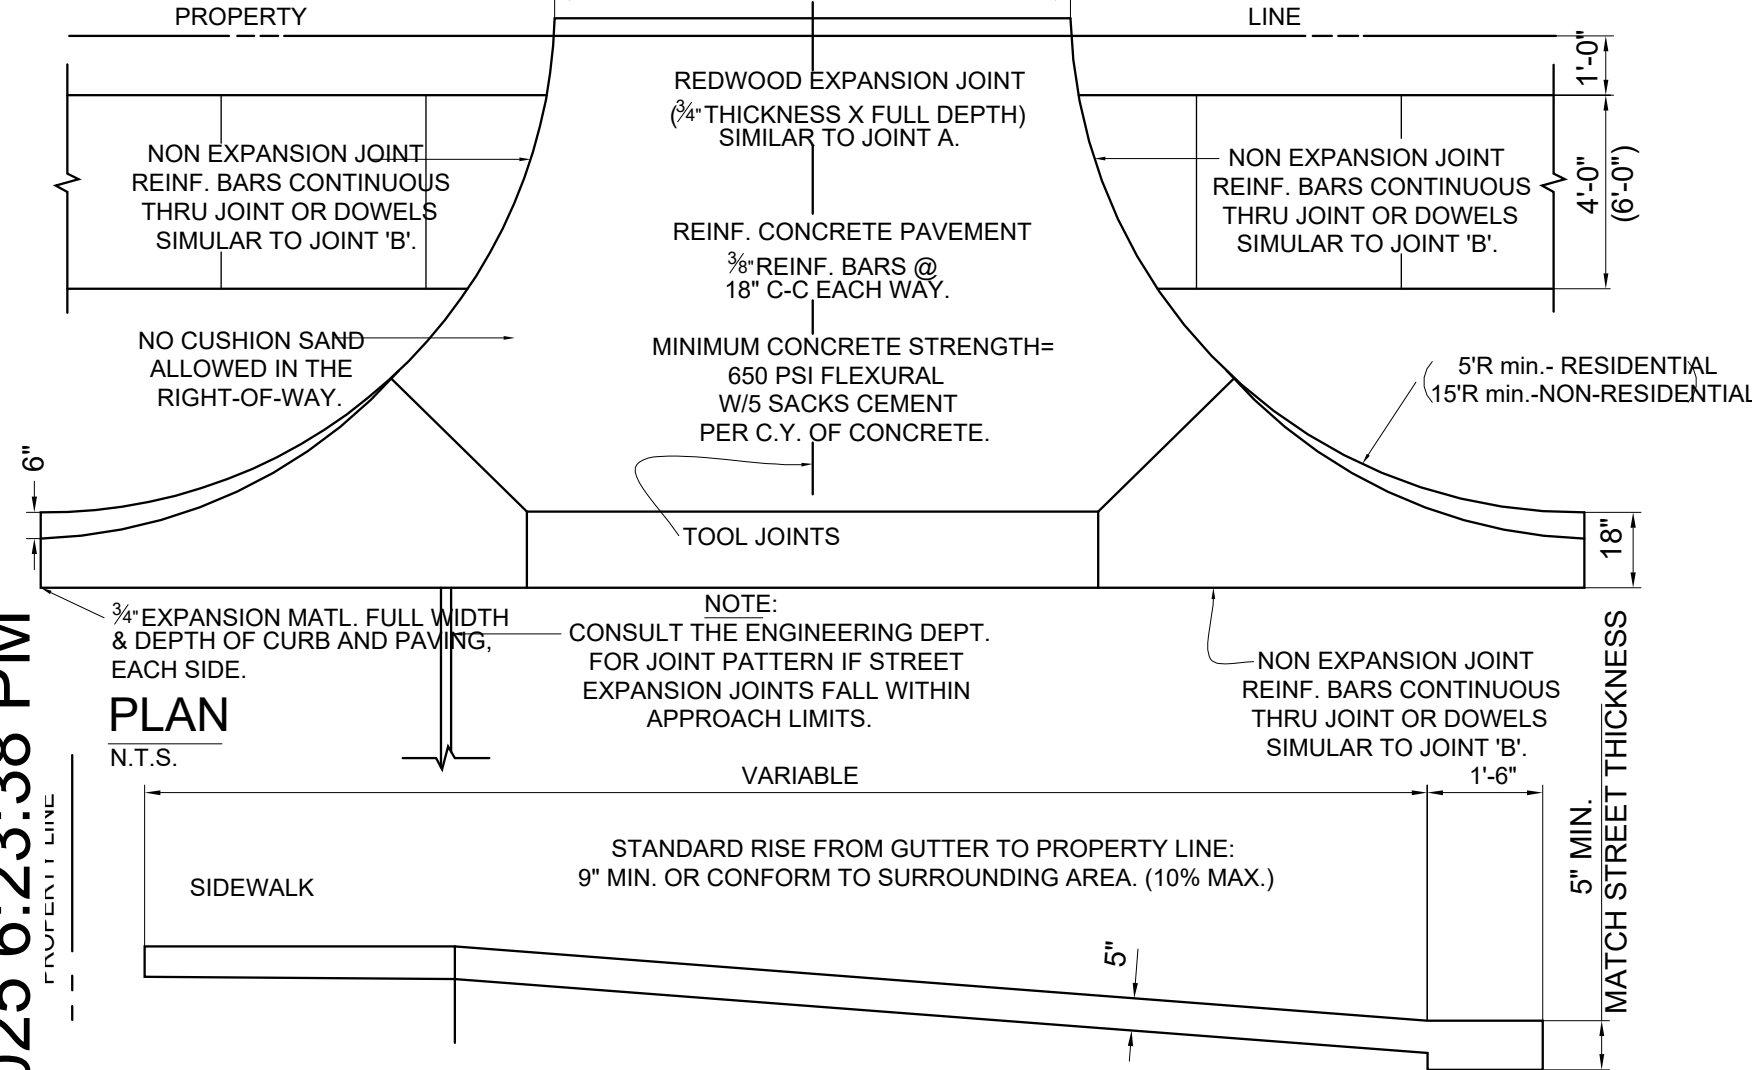 PROPERTY
LINE
1'-0"
REDWOOD EXPANSION JOINT
(3/4" THICKNESS X FULL DEPTH)
SIMILAR TO JOINT A.
NON EXPANSION JOINT
REINF. BARS CONTINUOUS
THRU JOINT OR DOWELS
SIMULAR TO JOINT 'B'.
NON EXPANSION JOINT
REINF. BARS CONTINUOUS
THRU JOINT OR DOWELS
SIMULAR TO JOINT 'B'.
4'-0"
(6'-0")
REINF. CONCRETE PAVEMENT
3/8" REINF. BARS @
18" C-C EACH WAY.
NO CUSHION SAND
ALLOWED IN THE
RIGHT-OF-WAY.
MINIMUM CONCRETE STRENGTH=
650 PSI FLEXURAL
W/5 SACKS CEMENT
PER C.Y. OF CONCRETE.
5'R min.- RESIDENTIAL
(15'R min.-NON-RESIDENTIAL)
6"
18"
TOOL JOINTS
3/4" EXPANSION MATL. FULL WIDTH
& DEPTH OF CURB AND PAVING,
EACH SIDE.
NOTE:
CONSULT THE ENGINEERING DEPT.
FOR JOINT PATTERN IF STREET
EXPANSION JOINTS FALL WITHIN
APPROACH LIMITS.
NON EXPANSION JOINT
REINF. BARS CONTINUOUS
THRU JOINT OR DOWELS
SIMULAR TO JOINT 'B'.
PLAN
N.T.S.
025 6:23:38 PM
PROPERTY LINE
VARIABLE
1'-6"
STANDARD RISE FROM GUTTER TO PROPERTY LINE:
9" MIN. OR CONFORM TO SURROUNDING AREA. (10% MAX.)
SIDEWALK
5"
5" MIN.
MATCH STREET THICKNESS